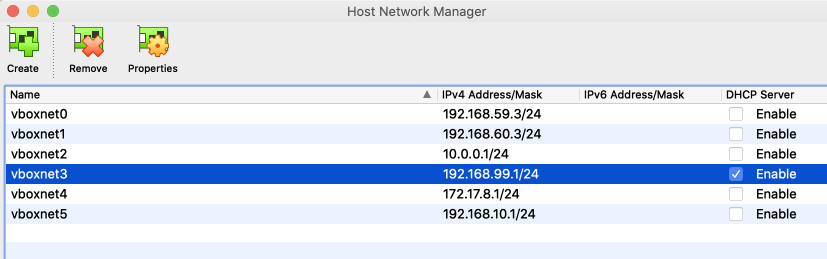 Host Network Manager
Create Remove Properties
Name IPv4 Address/Mask IPv6 Address/Mask DHCP Server
vboxnet0 192.168.59.3/24 Enable
vboxnet1 192.168.60.3/24 Enable
vboxnet2 10.0.0.1/24 Enable
vboxnet3 192.168.99.1/24 Enable
vboxnet4 172.17.8.1/24 Enable
vboxnet5 192.168.10.1/24 Enable